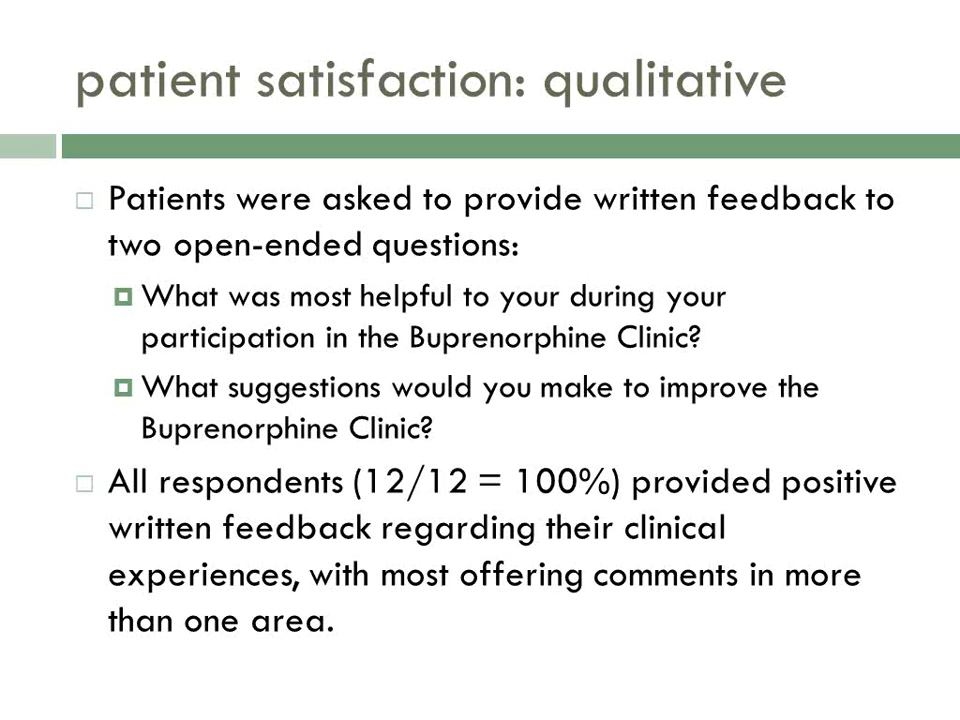 patient satisfaction: qualitative
Patients were asked to provide written feedback to
two open-ended questions:
What was most helpful to your during your
participation in the Buprenorphine Clinic?
What suggestions would you make to improve the
Buprenorphine Clinic?
All respondents (12/12 = 100%) provided positive
written feedback regarding their clinical
experiences, with most offering comments in more
than one area.